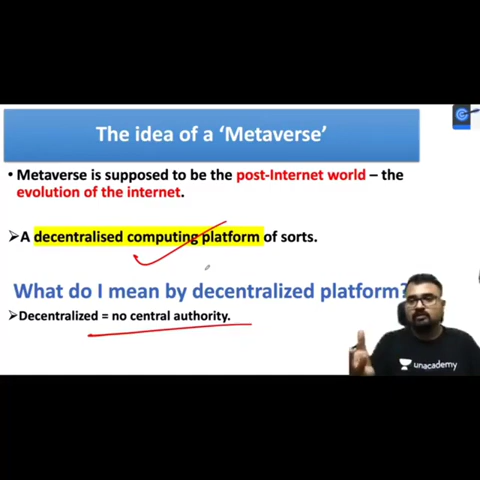 The idea of a ‘Metaverse’
• Metaverse is supposed to be the post-Internet world – the
evolution of the internet.
➢A decentralised computing platform of sorts.
What do I mean by decentralized platform?
➢Decentralized = no central authority.
unacademy